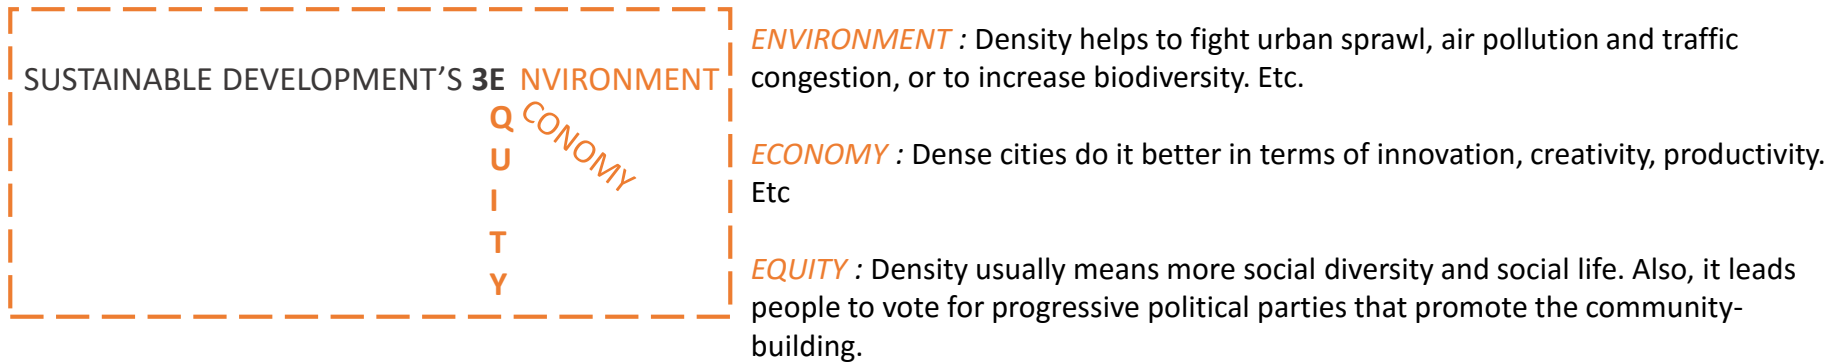 SUSTAINABLE DEVELOPMENT'S 3E NVIRONMENT
QUITY
CONOMY
ENVIRONMENT : Density helps to fight urban sprawl, air pollution and traffic
congestion, or to increase biodiversity. Etc.
ECONOMY : Dense cities do it better in terms of innovation, creativity, productivity.
Etc
EQUITY : Density usually means more social diversity and social life. Also, it leads
people to vote for progressive political parties that promote the community-
building.